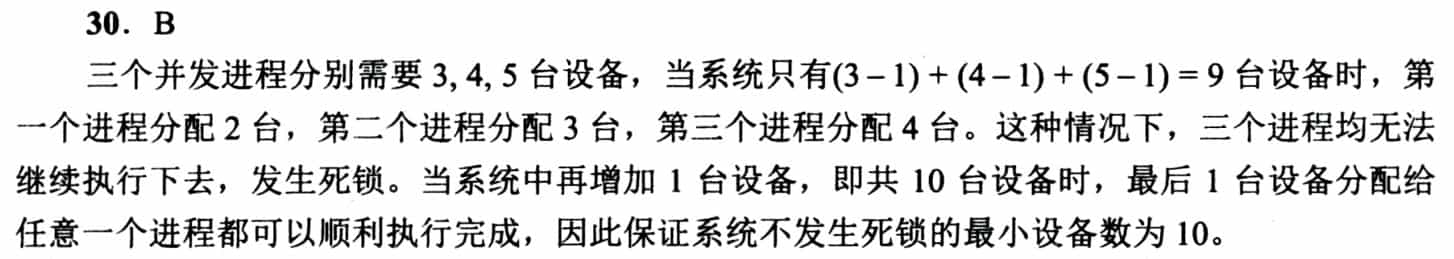 30. B
三个并发进程分别需要 3, 4, 5 台设备，当系统只有(3 – 1) + (4 – 1) + (5 – 1) = 9 台设备时，第
一个进程分配 2 台，第二个进程分配 3 台，第三个进程分配 4 台。这种情况下，三个进程均无法
继续执行下去，发生死锁。当系统中再增加 1 台设备，即共 10 台设备时，最后 1 台设备分配给
任意一个进程都可以顺利执行完成，因此保证系统不发生死锁的最小设备数为 10。